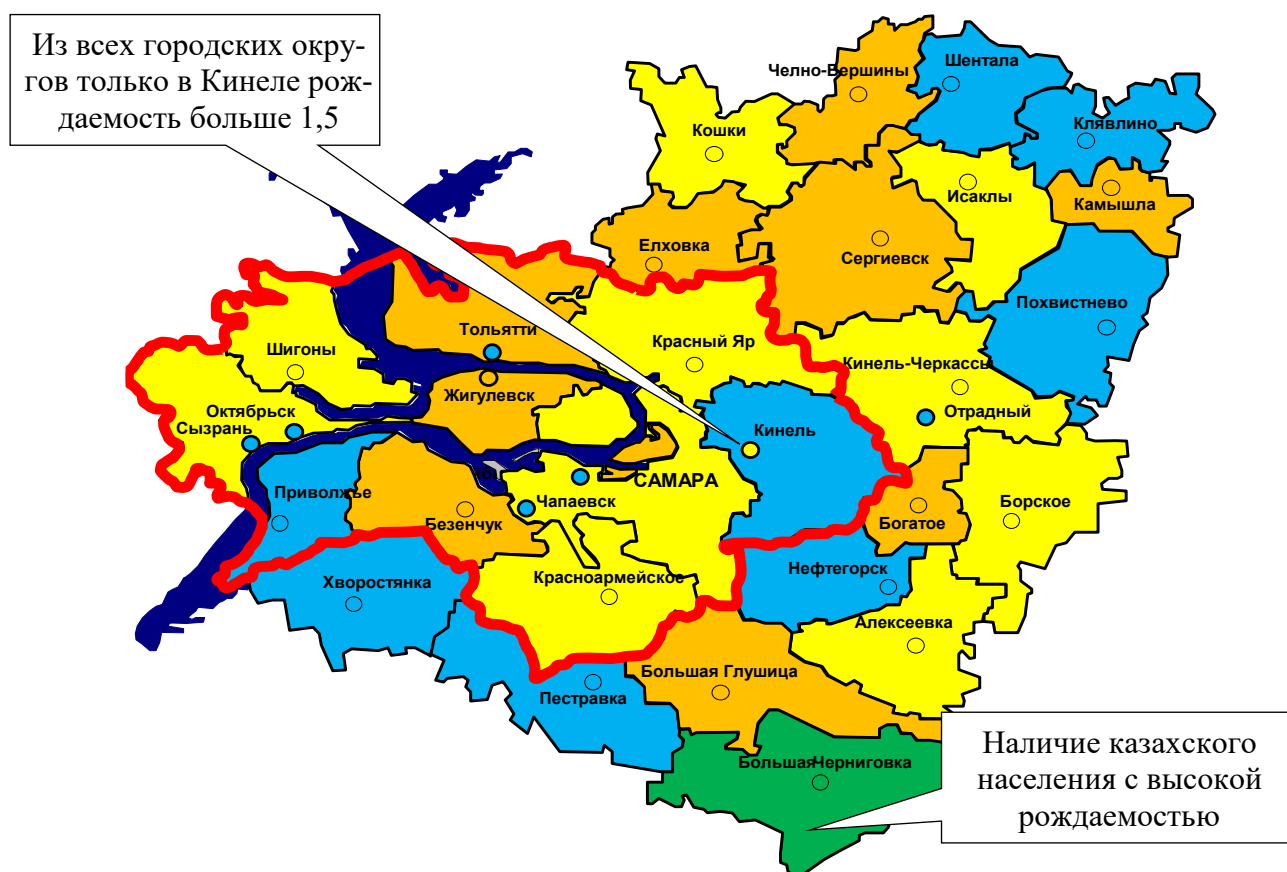 Из всех городских окру-
гов только в Кинеле рож-
даемость больше 1,5
Шентала
Челно-Вершины
Клявлино
Кошки
Исаклы
Камышла
Елховка
Сергиевск
Похвистнево
Тольятти
Красный Яр
Шигоны
Кинель-Черкассы
Жигулевск
Октябрьск
Отрадный
Сызрань
Кинель
САМАРА
Приволжье
Чапаевск
Борское
Безенчук
Богатое
Хворостянка
Красноармейское
Нефтегорск
Алексеевка
Большая Глушица
Пестравка
Большая Черниговка
Наличие казахского
населения с высокой
рождаемостью